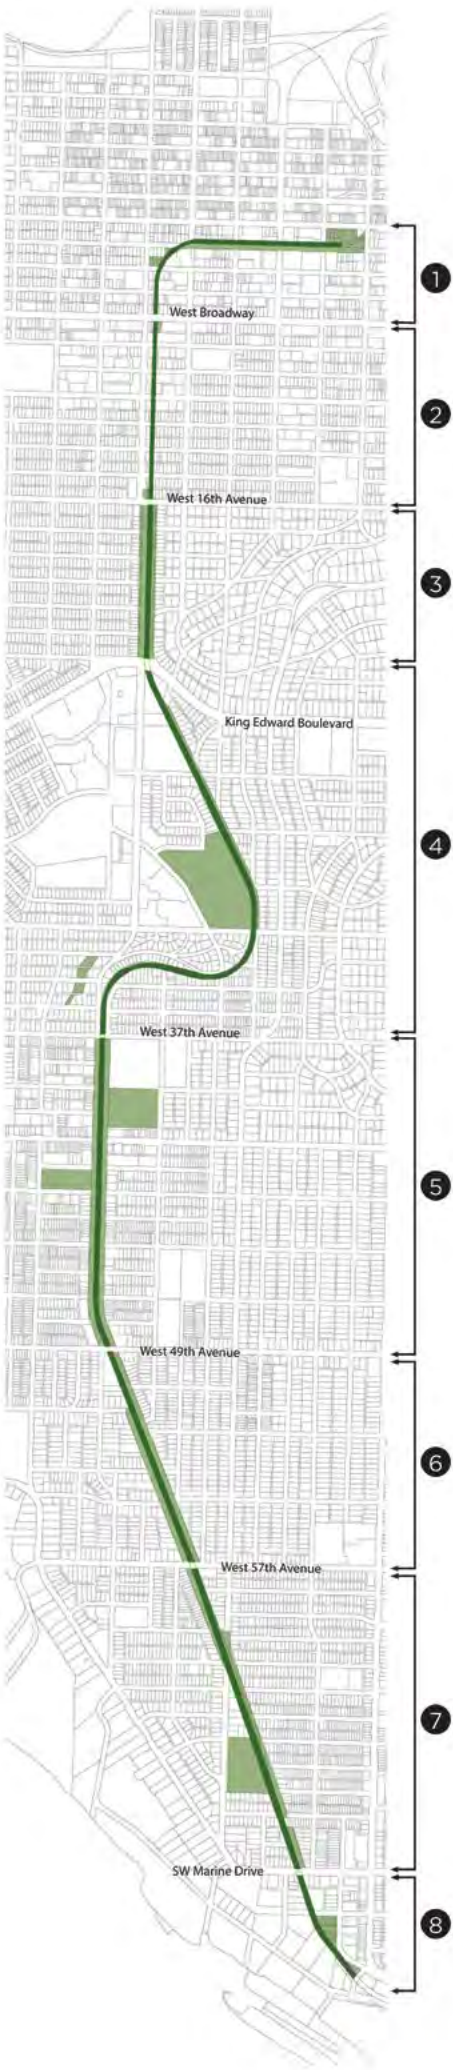 1
West Broadway
2
West 16th Avenue
3
King Edward Boulevard
4
West 37th Avenue
5
West 49th Avenue
6
West 57th Avenue
7
SW Marine Drive
8